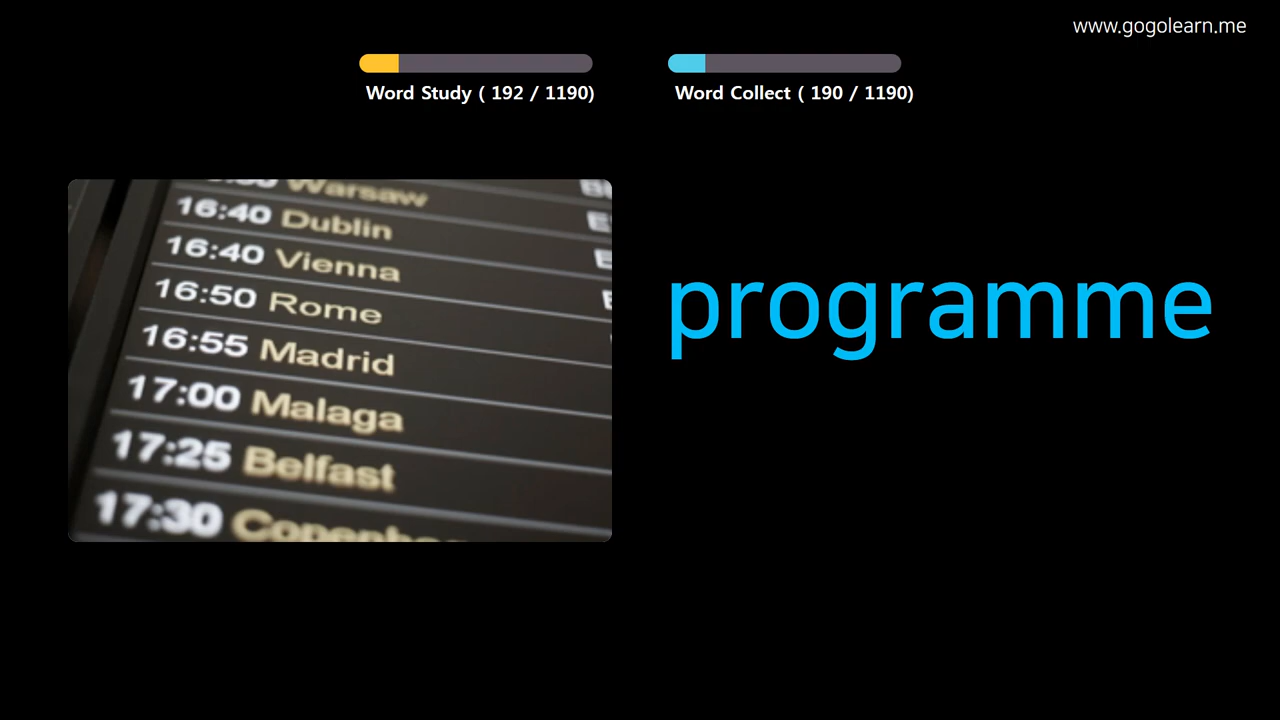 www.gogolearn.me
Word Study ( 192 / 1190)
Word Collect ( 190 / 1190)
Warsaw
16:40 Dublin
16:40 Vienna
16:50 Rome
16:55 Madrid
17:00 Malaga
17:25 Belfast
17:30
programme